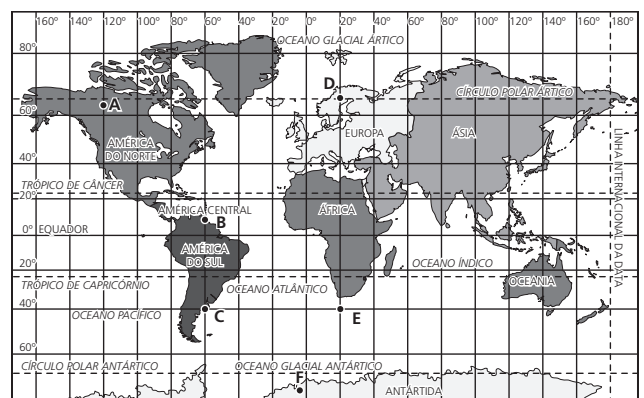 160° 140° 120° 100° 80° 60° 40° 20° 0° 20° 40° 60° 80° 100° 120° 140° 160° 180°
OCEANO GLACIAL ÁRTICO
80°
D
CÍRCULO POLAR ÁRTICO
A
60°
EUROPA
ÁSIA
AMÉRICA
DO NORTE
LINHA INTERNACIONAL DA DATA
40°
TRÓPICO DE CÂNCER
20°
AMÉRICA CENTRAL
ÁFRICA
B
0°
EQUADOR
AMÉRICA
DO SUL
20°
OCEANO ÍNDICO
OCEANIA
TRÓPICO DE CAPRICÓRNIO
OCEANO ATLÂNTICO
40°
OCEANO PACÍFICO
C
E
60°
CÍRCULO POLAR ANTÁRTICO
OCEANO GLACIAL ANTÁRTICO
F
ANTÁRTIDA